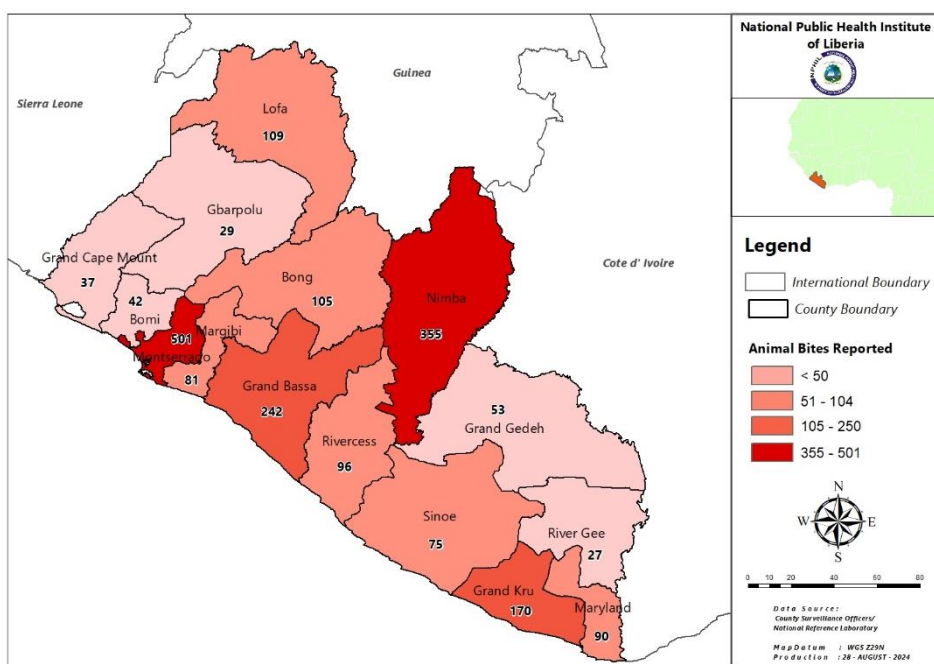 National Public Health Institute
of Liberia
Guinea
Sierra Leone
Lofa
109
Gbarpolu
29
Grand Cape Mount
37
Bong
105
Nimba
355
Cote d' Ivoire
42
Bomi
501
Margibi
Montserrado
81
Grand Bassa
242
53
Grand Gedeh
Rivercess
96
Sinoe
75
River Gee
27
Grand Kru
170
Maryland
90
Legend
International Boundary
County Boundary
Animal Bites Reported
< 50
51 - 104
105 - 250
355 - 501
N
W E
S
0 5 10 20 40 60 80
Data Source:
County Surveillance Officers/
National Reference Laboratory
Map Datum : WGS Z29N
Production : 28 - AUGUST - 2024